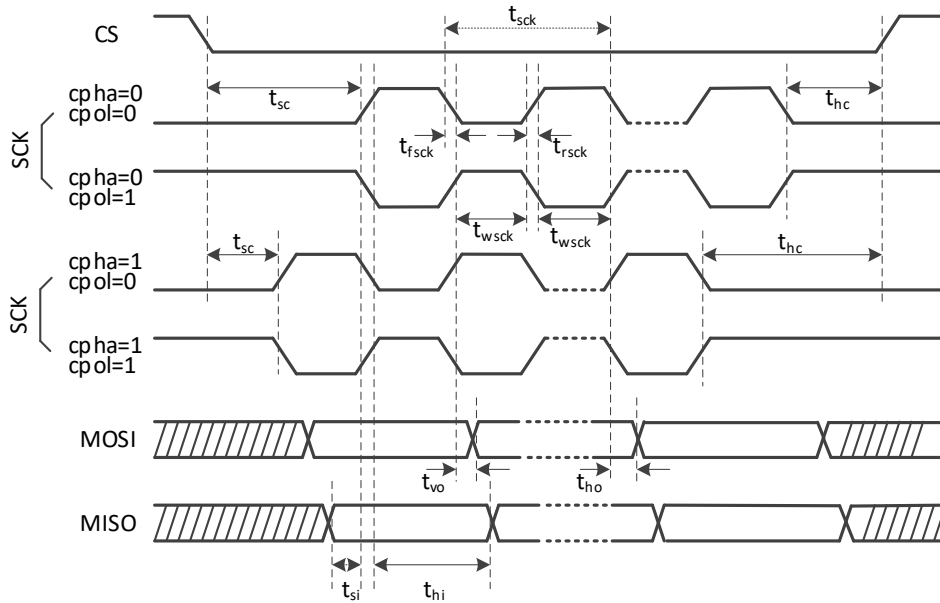 t_sck
CS
t_sc
t_hc
cpha=0
cpol=0
t_fsck
t_rsck
SCK
cpha=0
cpol=1
t_wsck
t_wsck
t_sc
t_hc
cpha=1
cpol=0
SCK
cpha=1
cpol=1
MOSI
t_vo
t_ho
MISO
t_si
t_hi